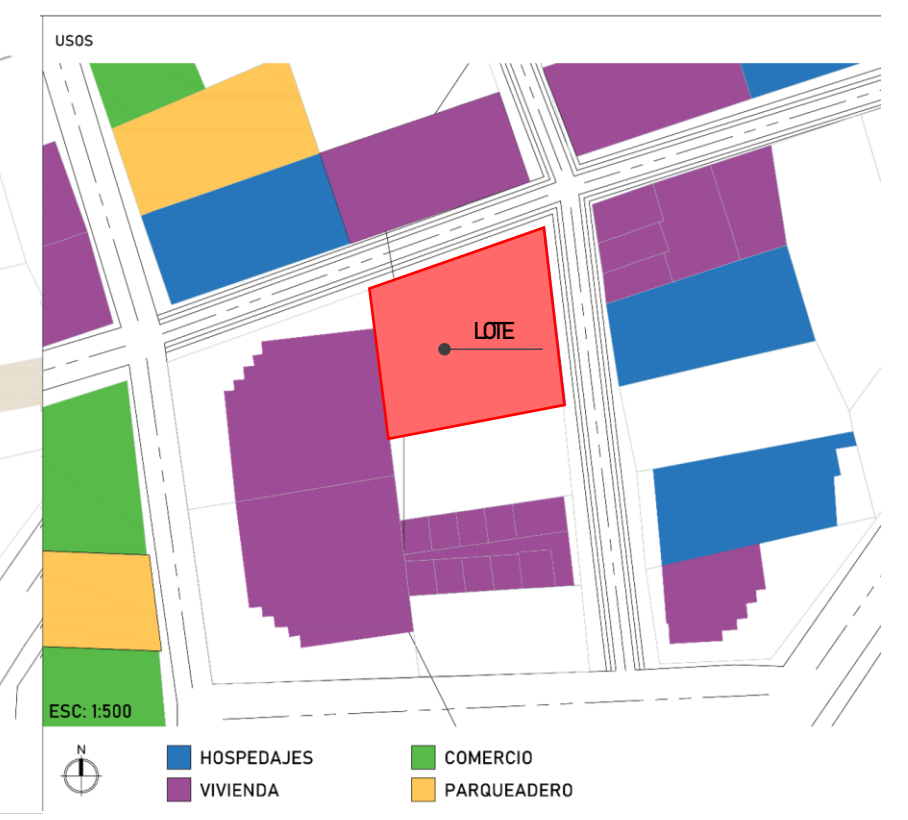 USOS
LOTE
ESC: 1:500
N
HOSPEDAJES
COMERCIO
VIVIENDA
PARQUEADERO